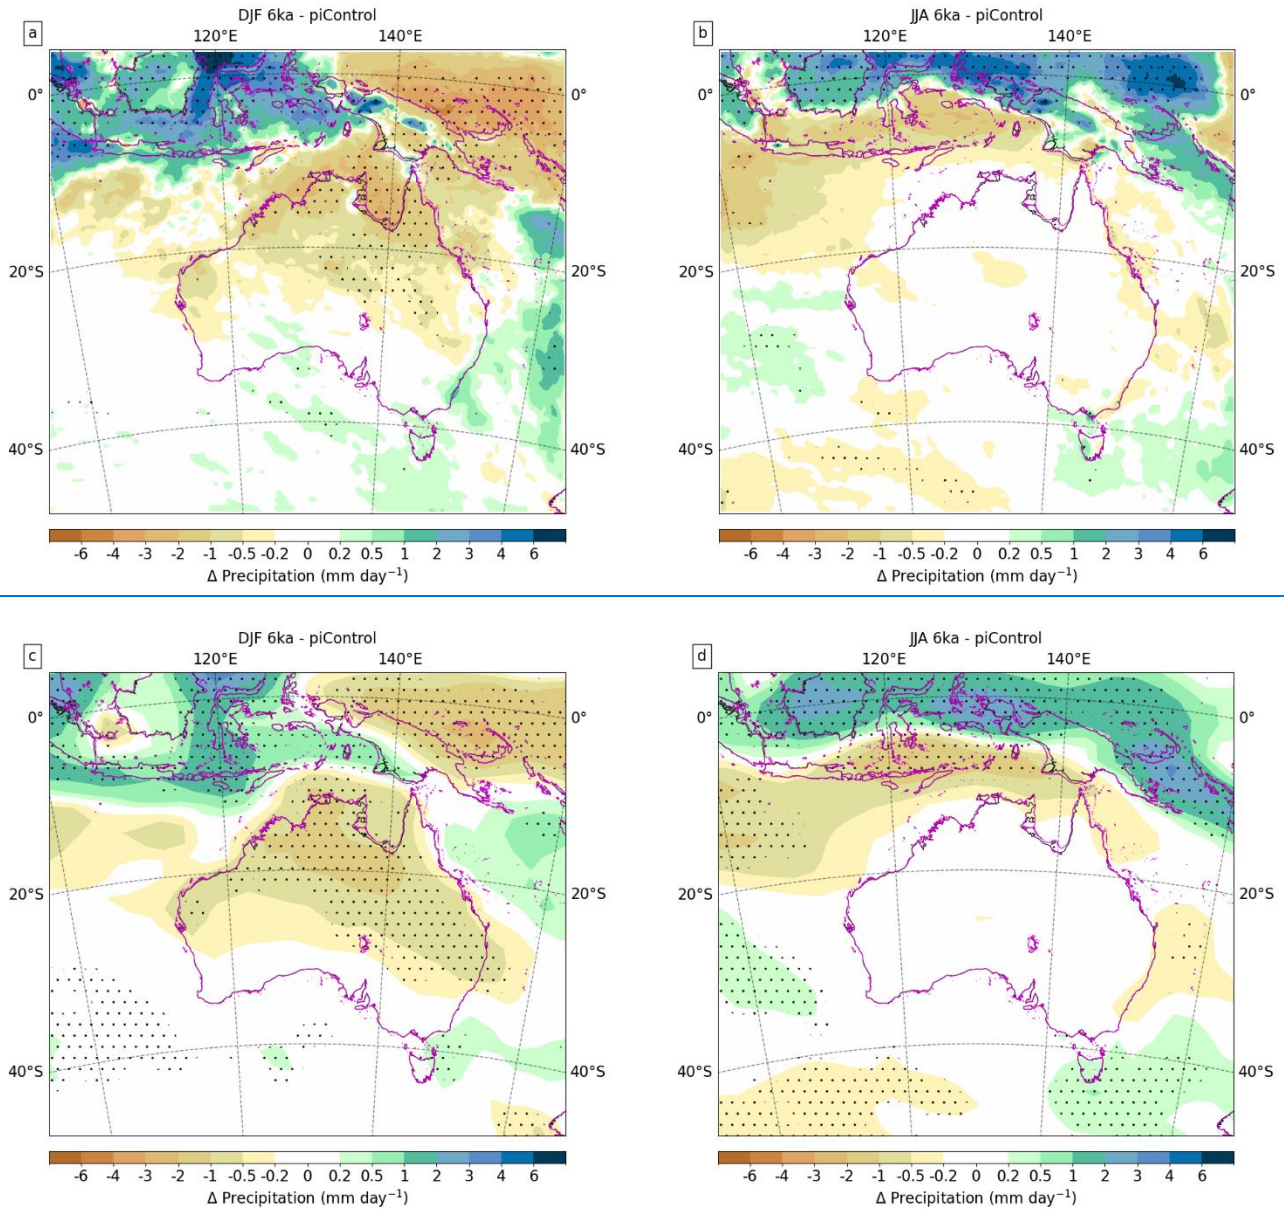 a
DJF 6ka - piControl
120°E 140°E
0° 0°
20°S 20°S
40°S 40°S
-6 -4 -3 -2 -1 -0.5 -0.2 0 0.2 0.5 1 2 3 4 6
Δ Precipitation (mm day⁻¹)
b
JJA 6ka - piControl
120°E 140°E
0° 0°
20°S 20°S
40°S 40°S
-6 -4 -3 -2 -1 -0.5 -0.2 0 0.2 0.5 1 2 3 4 6
Δ Precipitation (mm day⁻¹)
c
DJF 6ka - piControl
120°E 140°E
0° 0°
20°S 20°S
40°S 40°S
-6 -4 -3 -2 -1 -0.5 -0.2 0 0.2 0.5 1 2 3 4 6
Δ Precipitation (mm day⁻¹)
d
JJA 6ka - piControl
120°E 140°E
0° 0°
20°S 20°S
40°S 40°S
-6 -4 -3 -2 -1 -0.5 -0.2 0 0.2 0.5 1 2 3 4 6
Δ Precipitation (mm day⁻¹)